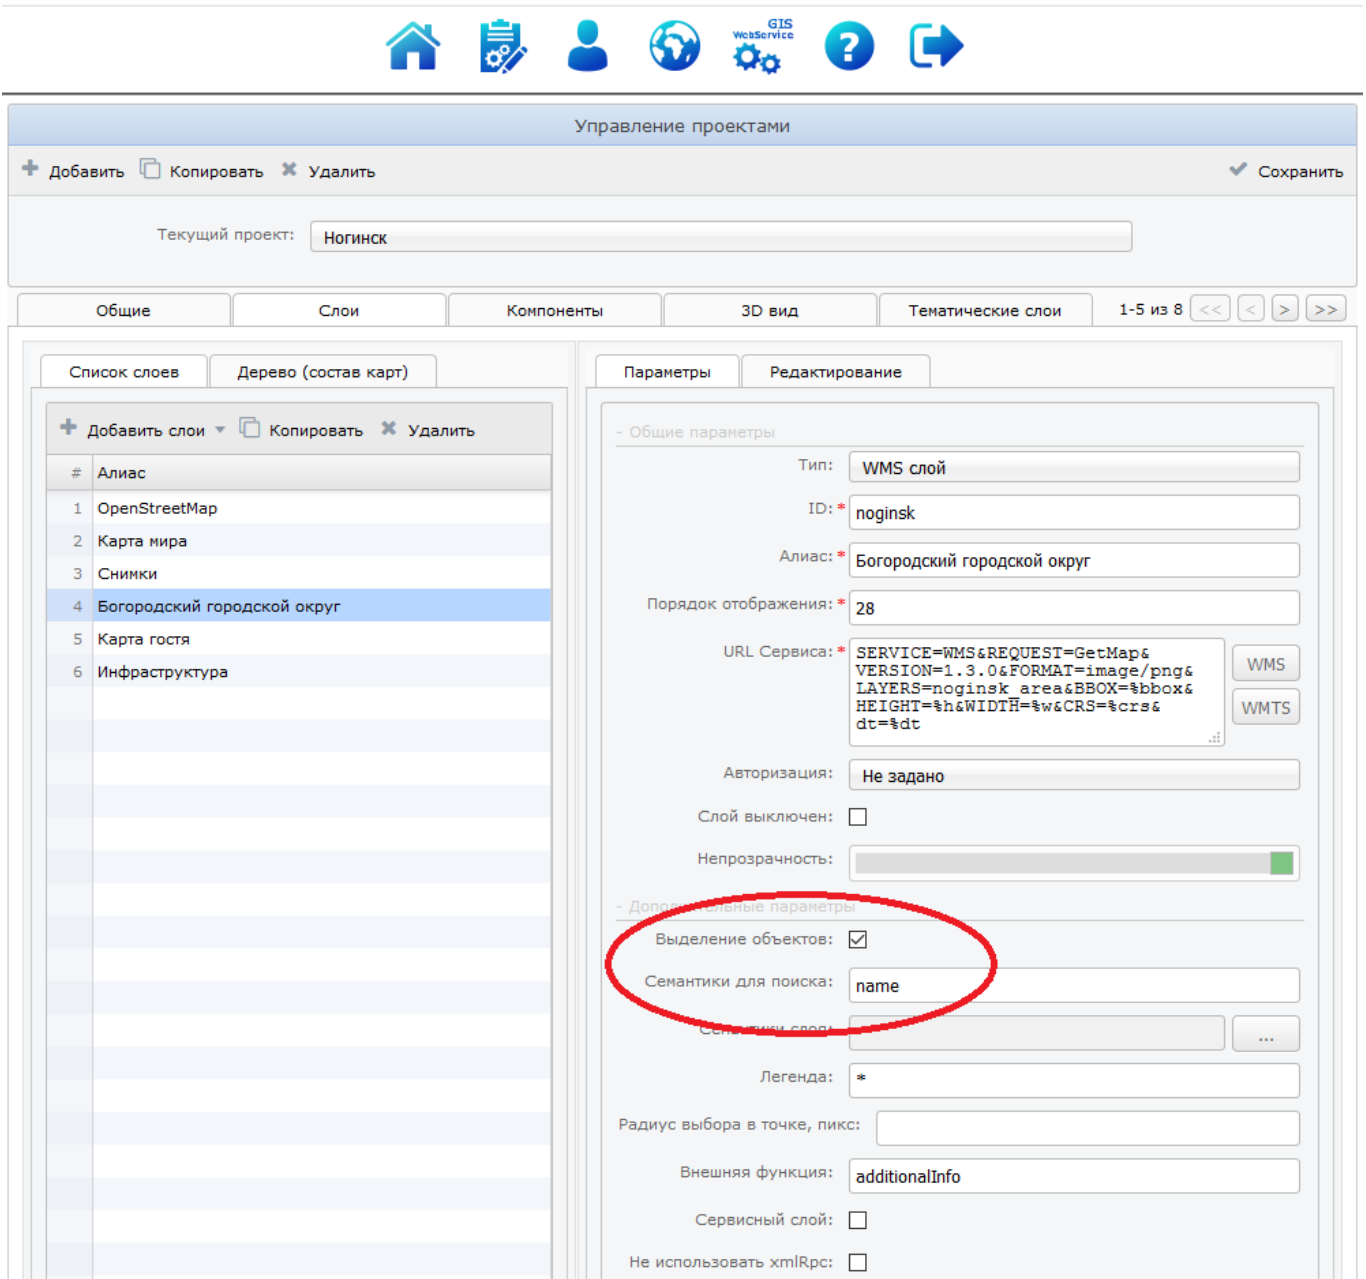 GIS
WebService
?
Управление проектами
Добавить Копировать Удалить Сохранить
Текущий проект: Ногинск
Общие Слои Компоненты 3D вид Тематические слои 1-5 из 8 << < > >>
Список слоев Дерево (состав карт)
Добавить слои Копировать Удалить
# Алиас
1 OpenStreetMap
2 Карта мира
3 Снимки
4 Богородский городской округ
5 Карта гостя
6 Инфраструктура
Параметры Редактирование
- Общие параметры
Тип: WMS слой
ID: * noginsk
Алиас: * Богородский городской округ
Порядок отображения: * 28
URL Сервиса: * SERVICE=WMS&REQUEST=GetMap&
VERSION=1.3.0&FORMAT=image/png&
LAYERS=noginsk_area&BBOX=%bbox&
HEIGHT=%h&WIDTH=%w&CRS=%crs&
dt=%dt
WMS
WMTS
Авторизация: Не задано
Слой выключен:
Непрозрачность:
- Дополнительные параметры
Выделение объектов:
Семантики для поиска: name
Семантики слоя: ...
Легенда: *
Радиус выбора в точке, пикс:
Внешняя функция: additionalInfo
Сервисный слой:
Не использовать xmlRpc: